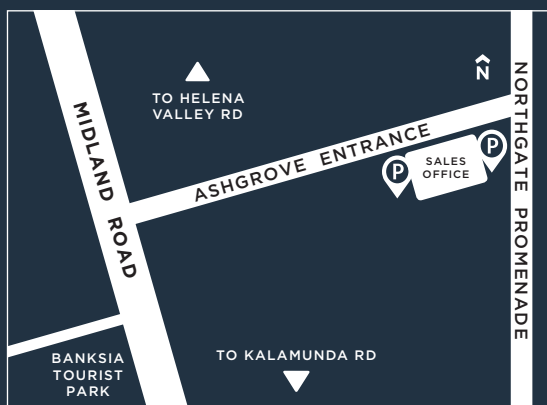 N
TO HELENA
VALLEY RD
MIDLAND ROAD
ASHGROVE ENTRANCE
NORTHGATE PROMENADE
P
SALES
OFFICE
P
BANKSIA
TOURIST
PARK
TO KALAMUNDA RD